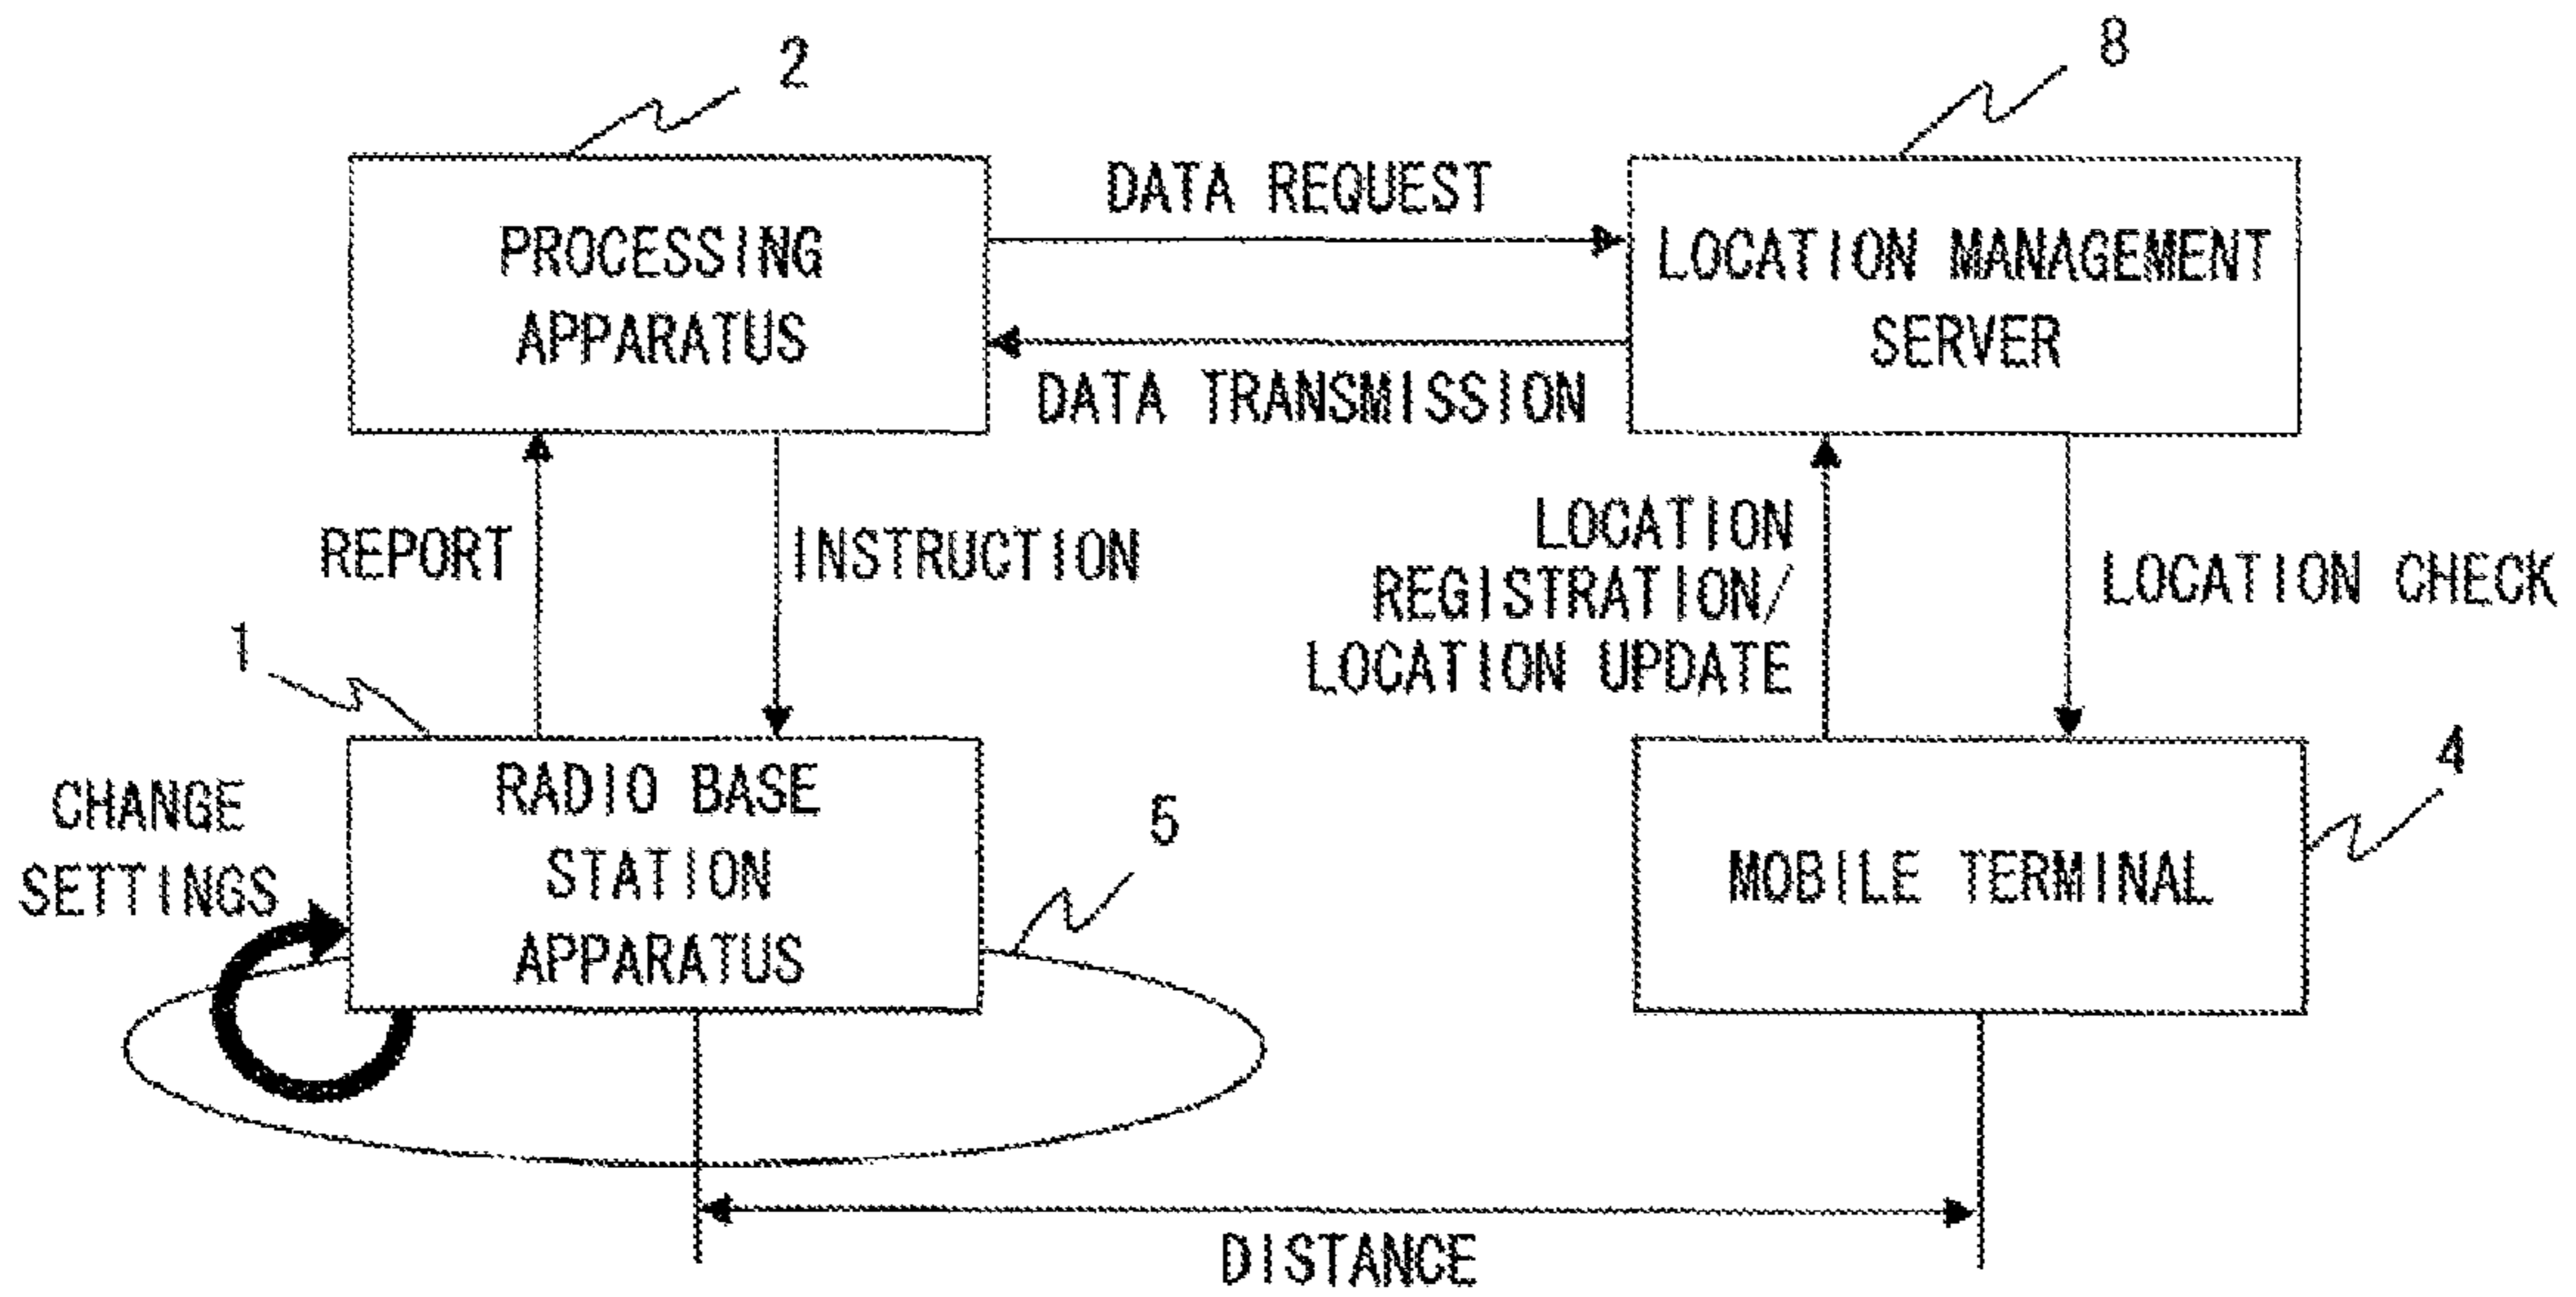 2
8
PROCESSING
APPARATUS
DATA REQUEST
DATA TRANSMISSION
LOCATION MANAGEMENT
SERVER
REPORT
INSTRUCTION
LOCATION
REGISTRATION/
LOCATION UPDATE
LOCATION CHECK
1
CHANGE
SETTINGS
RADIO BASE
STATION
APPARATUS
5
MOBILE TERMINAL
4
DISTANCE